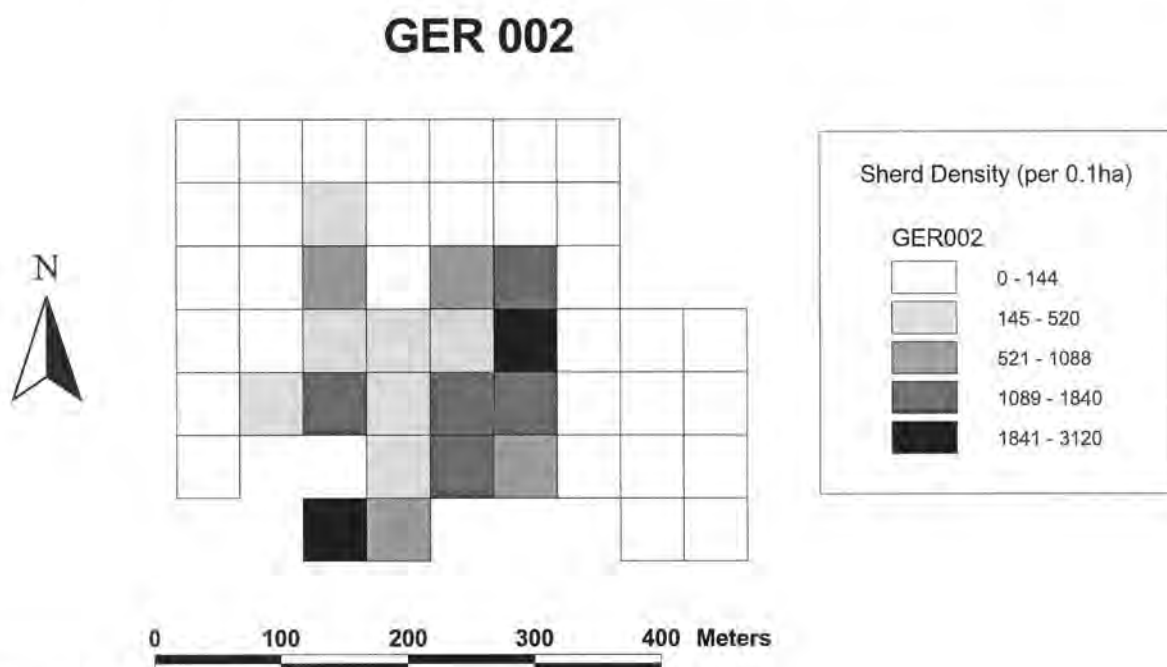 GER 002
N
Sherd Density (per 0.1ha)
GER002
0 - 144
145 - 520
521 - 1088
1089 - 1840
1841 - 3120
0 100 200 300 400 Meters